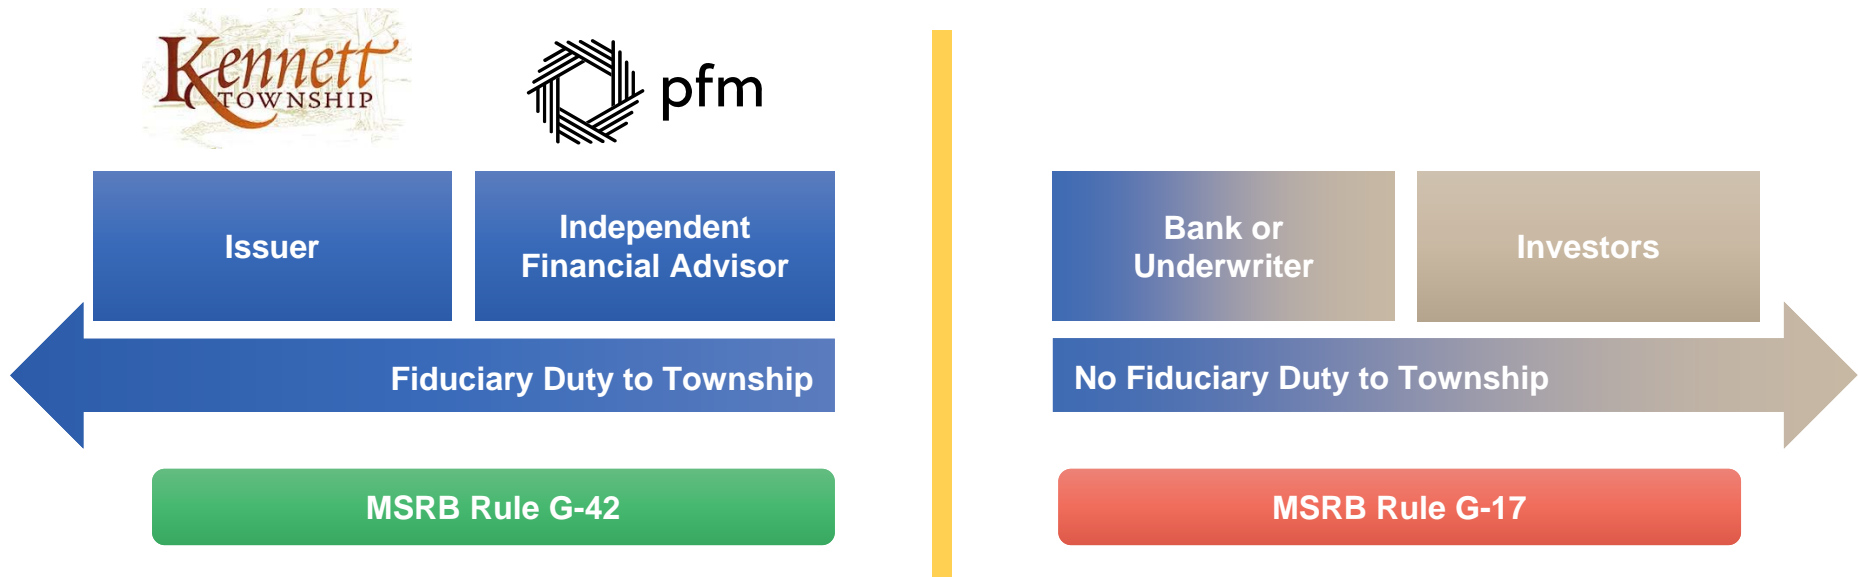 Kennett
TOWNSHIP
pfm
Issuer
Independent
Financial Advisor
Bank or
Underwriter
Investors
Fiduciary Duty to Township
No Fiduciary Duty to Township
MSRB Rule G-42
MSRB Rule G-17